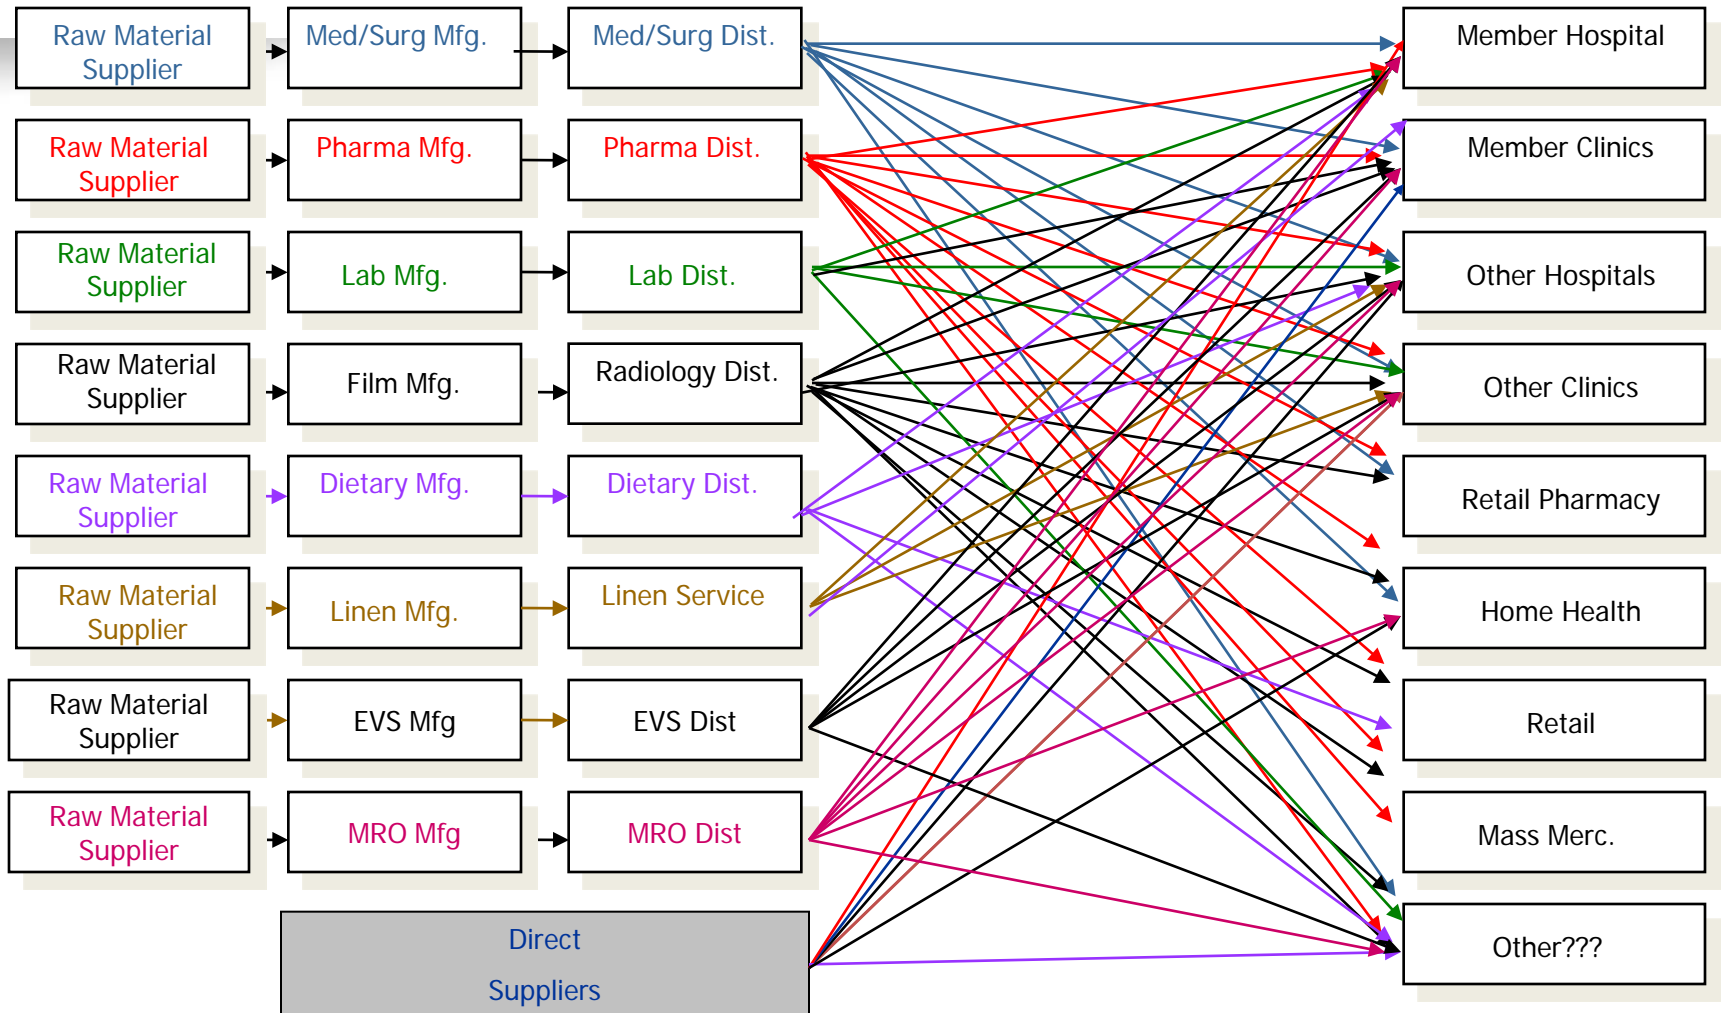 Raw Material
Supplier
Med/Surg Mfg.
Med/Surg Dist.
Member Hospital
Raw Material
Supplier
Pharma Mfg.
Pharma Dist.
Member Clinics
Raw Material
Supplier
Lab Mfg.
Lab Dist.
Other Hospitals
Raw Material
Supplier
Film Mfg.
Radiology Dist.
Other Clinics
Raw Material
Supplier
Dietary Mfg.
Dietary Dist.
Retail Pharmacy
Raw Material
Supplier
Linen Mfg.
Linen Service
Home Health
Raw Material
Supplier
EVS Mfg
EVS Dist
Retail
Raw Material
Supplier
MRO Mfg
MRO Dist
Mass Merc.
Direct
Suppliers
Other???